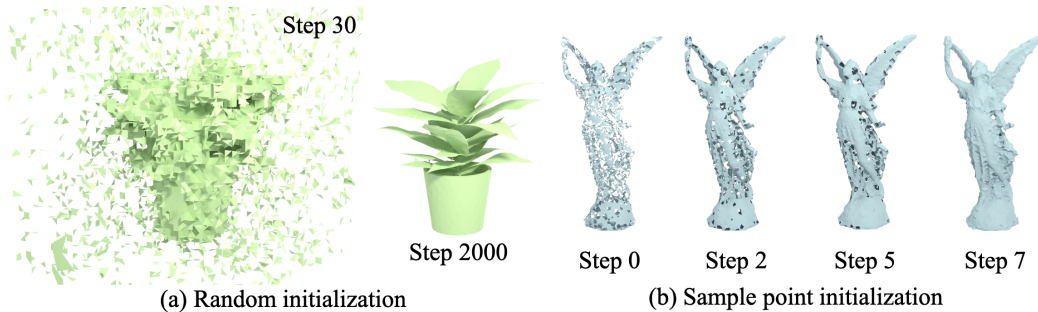 Step 30
Step 2000
(a) Random initialization
Step 0
Step 2
Step 5
Step 7
(b) Sample point initialization